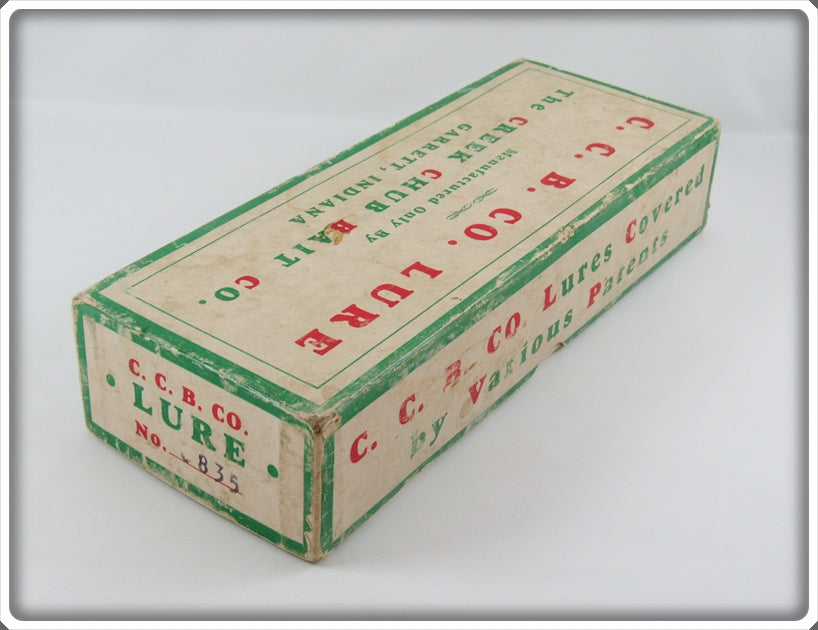 C. C. B. CO. LURE
Manufactured Only By
The CREEK CHUB BAIT CO.
GARRETT, INDIANA
C. C. B. CO. Lures Covered
by Various Patents
C. C. B. CO.
• LURE •
No. 835